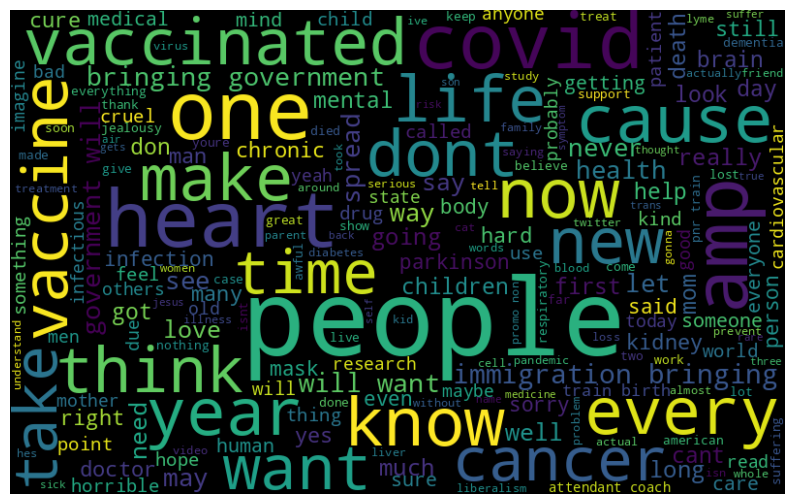 cure medical mind child anyone keep treat lyme suffer
ive
virus
vaccinated covid
imagine bad everything
bringing government
still
dementia
patient death brain
actually friend
son study support
getting look day
vaccine
soon thank jealousy cruel
one life cause
mental
risk
probably
don
youre died called spread
man chronic
dont
never
really
symptom
family
believe
thought
lost true
made air gets
treatment give
infectious government will
make
yeah
around took
say
saying
health
serious tell
state way body help
trans
pnr train
cardiovascular
heart now
drug
great
show
twitter
kind
good
amp
infection
parent back
cat
words
going hard use
gonna
new
everyone
something
feel others
women case
awful diabetes
parkinson
blood come
see
time
children first let
mom
person
due many
jesus
isnt
self
respiratory
far
said
got
old
illness
people
someone
today
prevent
men love
nothing live kid
promo non
kidney world
are
understand
mask
research
cell pandemic
loss two work
three
think
will will want even
maybe
immigration bringing
take
mother
done without medicine
thing
sorry
train birth
almost lot
right need year
know
every
hes
point
human yes
well
problem
actual american
video
hope
want
much sure
liver
cancer
long cant read
isn whole
suffering
sick horrible doctor may
liberalism
attendant coach
care